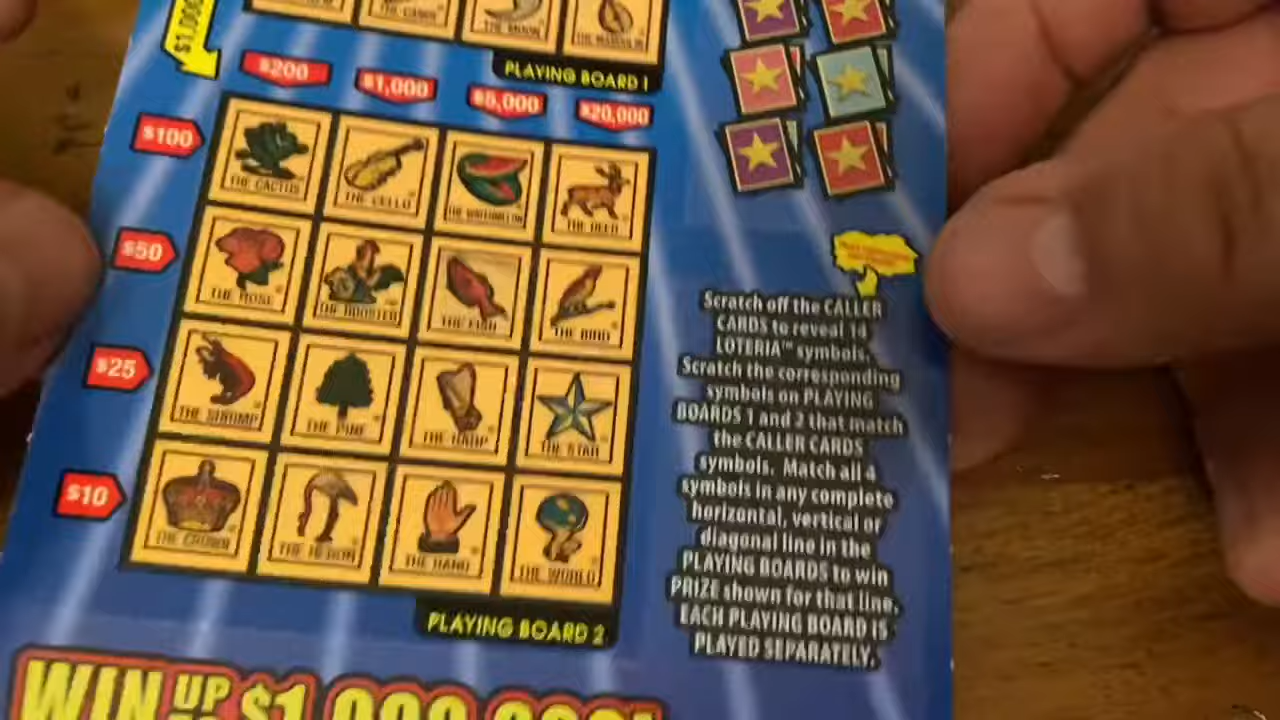 $1,000
THE MOON
THE MANDOLIN
PLAYING BOARD 1
$200
$1,000
$5,000
$20,000
$100
THE CACTUS
THE CELLO
THE WATERMELON
THE DEER
$50
THE ROSE
THE ROOSTER
THE FISH
THE BIRD
$25
THE SHRIMP
THE PINE
THE HARP
THE STAR
$10
THE CROWN
THE HERON
THE HAND
THE WORLD
PLAYING BOARD 2
Scratch off the CALLER
CARDS to reveal 14
LOTERIA™ symbols.
Scratch the corresponding
symbols on PLAYING
BOARDS 1 and 2 that match
the CALLER CARDS
symbols. Match all 4
symbols in any complete
horizontal, vertical or
diagonal line in the
PLAYING BOARDS to win
PRIZE shown for that line.
EACH PLAYING BOARD IS
PLAYED SEPARATELY.
WIN UP